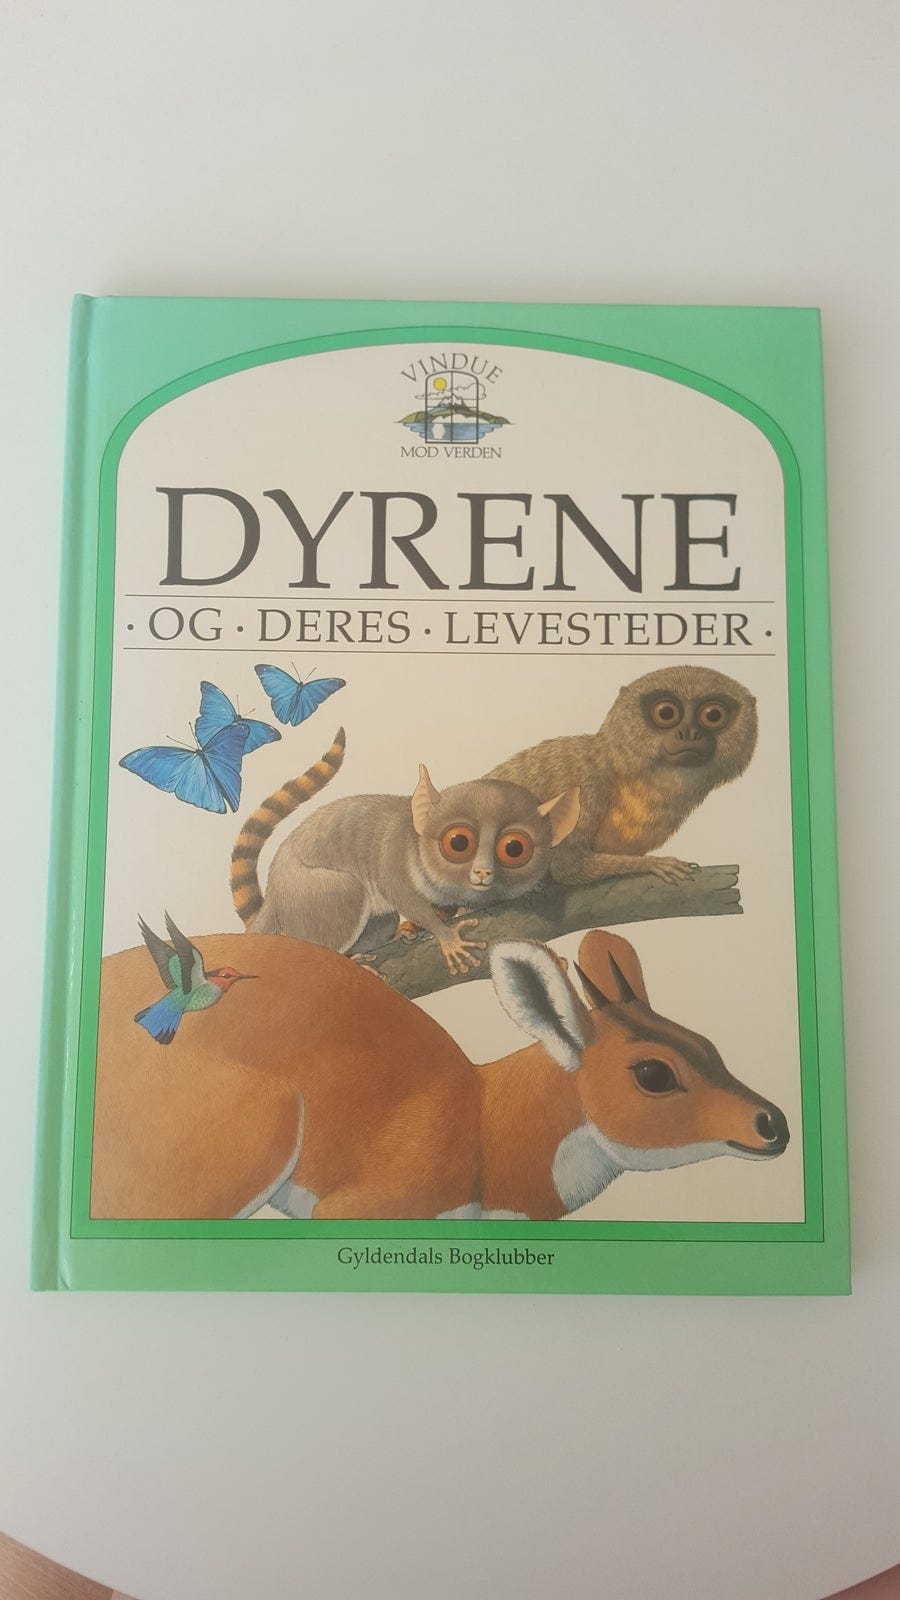 VINDUE
MOD VERDEN
DYRENE
· OG · DERES · LEVESTEDER ·
Gyldendals Bogklubber